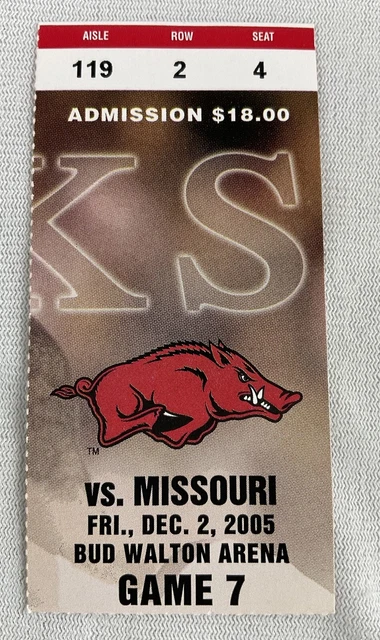 AISLE ROW SEAT
119 2 4
ADMISSION $18.00
KS
TM
vs. MISSOURI
FRI., DEC. 2, 2005
BUD WALTON ARENA
GAME 7